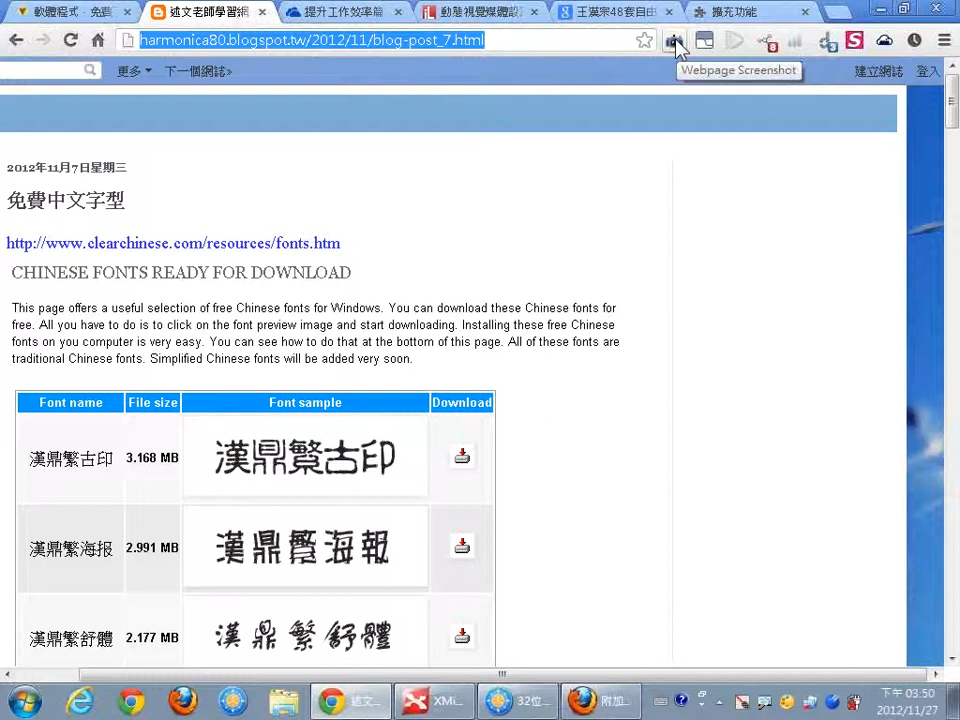 軟體程式 - 免費
述文老師學習網
提升工作效率簡
動態視覺媒體設
王漢宗48套自由
擴充功能
harmonica80.blogspot.tw/2012/11/blog-post_7.html
Webpage Screenshot
更多
下一個網誌»
建立網誌
登入
2012年11月7日星期三
免費中文字型
http://www.clearchinese.com/resources/fonts.htm
CHINESE FONTS READY FOR DOWNLOAD
This page offers a useful selection of free Chinese fonts for Windows. You can download these Chinese fonts for
free. All you have to do is to click on the font preview image and start downloading. Installing these free Chinese
fonts on you computer is very easy. You can see how to do that at the bottom of this page. All of these fonts are
traditional Chinese fonts. Simplified Chinese fonts will be added very soon.
Font name File size Font sample Download
漢鼎繁古印 3.168 MB 漢鼎繁古印
漢鼎繁海报 2.991 MB 漢鼎繁海報
漢鼎繁舒體 2.177 MB 漢鼎繁舒體
述文...
XMi...
32位...
附加...
下午 03:50
2012/11/27